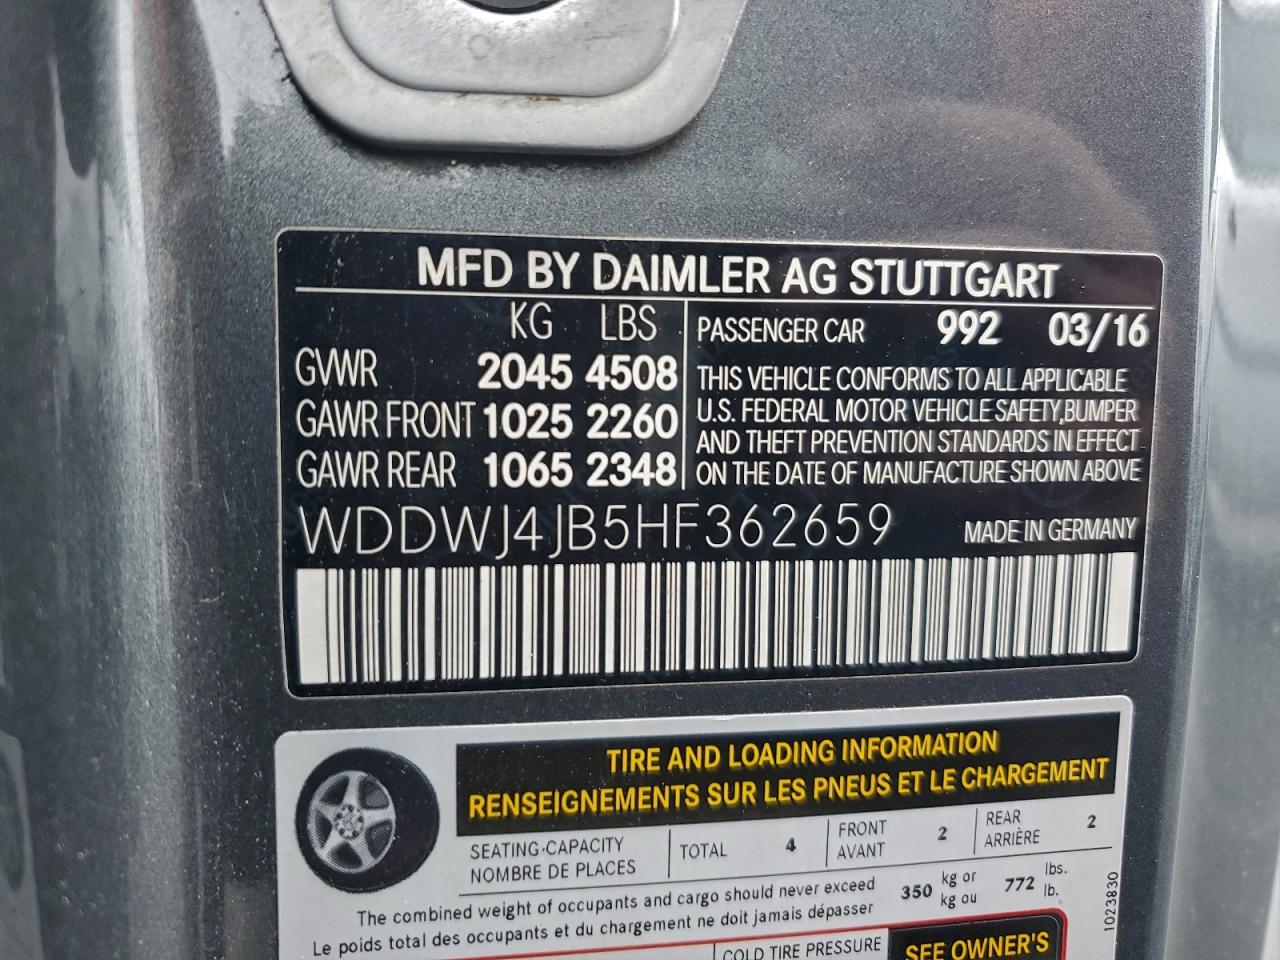 MFD BY DAIMLER AG STUTTGART
KG LBS
GVWR 2045 4508
GAWR FRONT 1025 2260
GAWR REAR 1065 2348
PASSENGER CAR 992 03/16
THIS VEHICLE CONFORMS TO ALL APPLICABLE
U.S. FEDERAL MOTOR VEHICLE SAFETY,BUMPER
AND THEFT PREVENTION STANDARDS IN EFFECT
ON THE DATE OF MANUFACTURE SHOWN ABOVE
WDDWJ4JB5HF362659 MADE IN GERMANY
TIRE AND LOADING INFORMATION
RENSEIGNEMENTS SUR LES PNEUS ET LE CHARGEMENT
SEATING-CAPACITY
NOMBRE DE PLACES
TOTAL 4
FRONT
AVANT
2
REAR
ARRIÈRE
2
The combined weight of occupants and cargo should never exceed
Le poids total des occupants et du chargement ne doit jamais dépasser
350 kg or
kg ou
772 lbs.
lb.
1023830
COLD TIRE PRESSURE
SEE OWNER'S